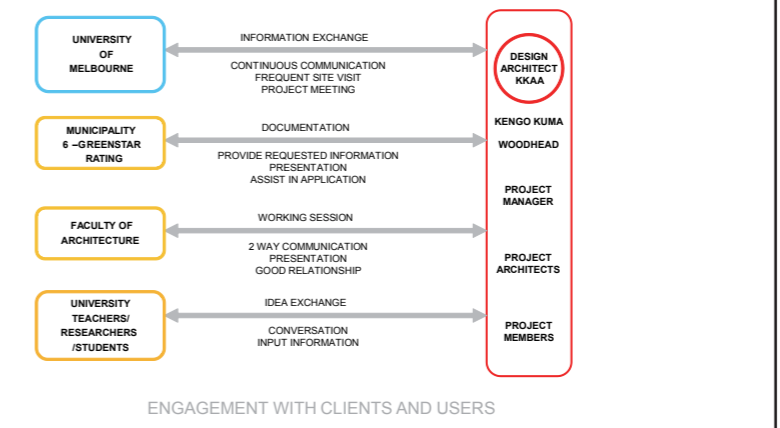 UNIVERSITY
OF
MELBOURNE
INFORMATION EXCHANGE
CONTINUOUS COMMUNICATION
FREQUENT SITE VISIT
PROJECT MEETING
MUNICIPALITY
6 –GREENSTAR
RATING
DOCUMENTATION
PROVIDE REQUESTED INFORMATION
PRESENTATION
ASSIST IN APPLICATION
FACULTY OF
ARCHITECTURE
WORKING SESSION
2 WAY COMMUNICATION
PRESENTATION
GOOD RELATIONSHIP
UNIVERSITY
TEACHERS/
RESEARCHERS
/STUDENTS
IDEA EXCHANGE
CONVERSATION
INPUT INFORMATION
DESIGN
ARCHITECT
KKAA
KENGO KUMA
WOODHEAD
PROJECT
MANAGER
PROJECT
ARCHITECTS
PROJECT
MEMBERS
ENGAGEMENT WITH CLIENTS AND USERS